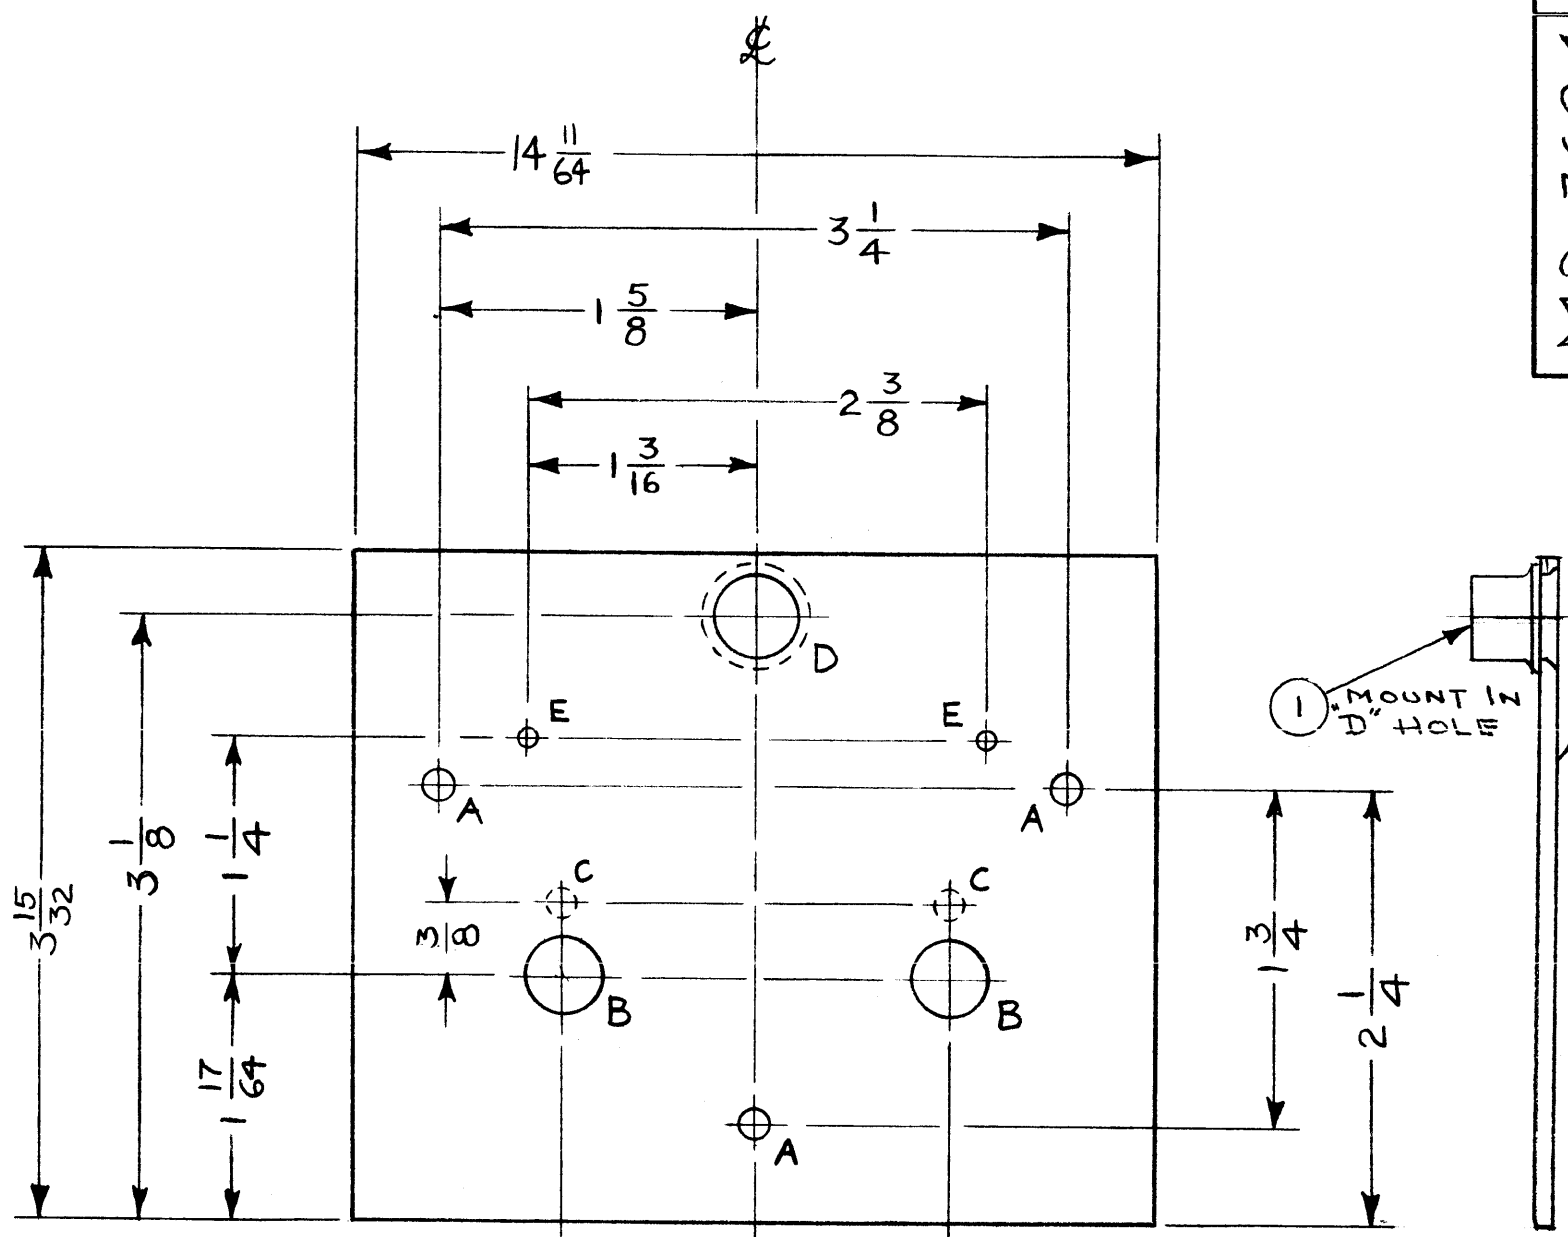 ℄
14 11/64
3 1/4
1 5/8
2 3/8
1 3/16
D
E
E
A
A
C
C
B
B
A
3 15/32
3 1/8
1 1/4
3/8
1 17/64
1 3/4
2 1/4
1 "MOUNT IN
D" HOLE